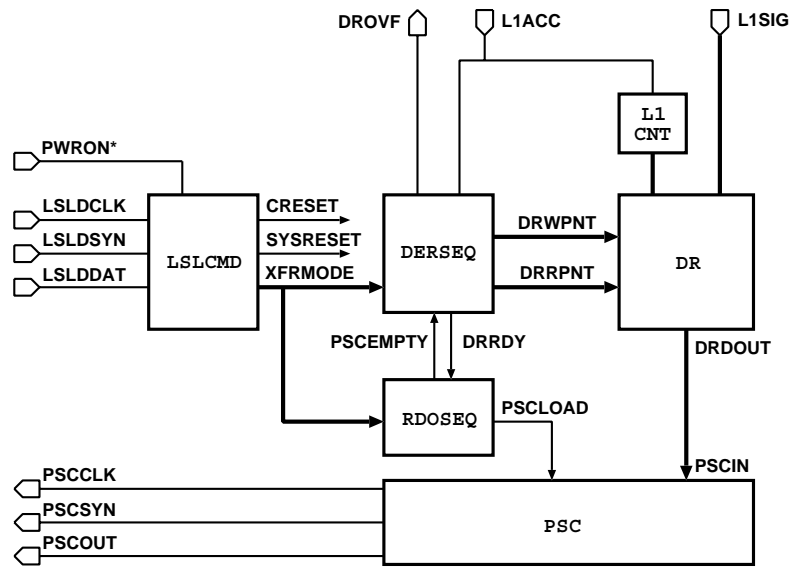 DROVF
L1ACC
L1SIG
L1
CNT
PWRON*
LSLDCLK
CRESET
DRWPNT
LSLDSYN
SYSRESET
LSLCMD
DERSEQ
DR
LSLDDAT
XFRMODE
DRRPNT
PSCEMPTY
DRRDY
DRDOUT
PSCLOAD
RDOSEQ
PSCIN
PSCCLK
PSCSYN
PSC
PSCOUT